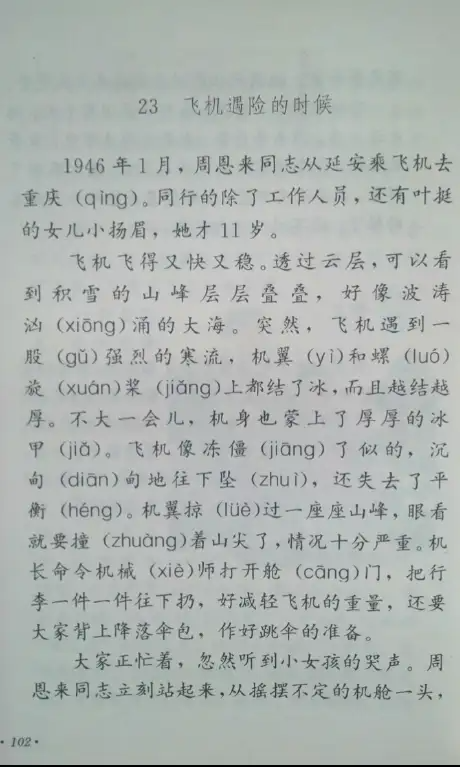 23 飞机遇险的时候
1946年1月，周恩来同志从延安乘飞机去
重庆（qìng）。同行的除了工作人员，还有叶挺
的女儿小扬眉，她才11岁。
飞机飞得又快又稳。透过云层，可以看
到积雪的山峰层层叠叠，好像波涛
汹（xiōng）涌的大海。突然，飞机遇到一
股（gǔ）强烈的寒流，机翼（yì）和螺（luó）
旋（xuán）桨（jiǎng）上都结了冰，而且越结越
厚。不大一会儿，机身也蒙上了厚厚的冰
甲（jiǎ）。飞机像冻僵（jiāng）了似的，沉
甸（diān）甸地往下坠（zhuì），还失去了平
衡（héng）。机翼掠（lüè）过一座座山峰，眼看
就要撞（zhuàng）着山尖了，情况十分严重。机
长命令机械（xiè）师打开舱（cāng）门，把行
李一件一件往下扔，好减轻飞机的重量，还要
大家背上降落伞包，作好跳伞的准备。
大家正忙着，忽然听到小女孩的哭声。周
恩来同志立刻站起来，从摇摆不定的机舱一头，
·102·